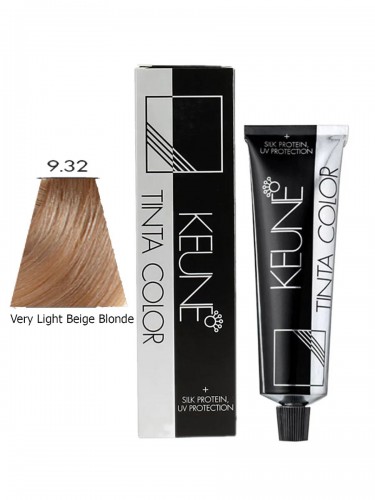 9.32
Very Light Beige Blonde
KEUNE
TINTA COLOR
+
SILK PROTEIN,
UV PROTECTION
+
SILK PROTEIN,
UV PROTECTION
KEUNE
TINTA COLOR